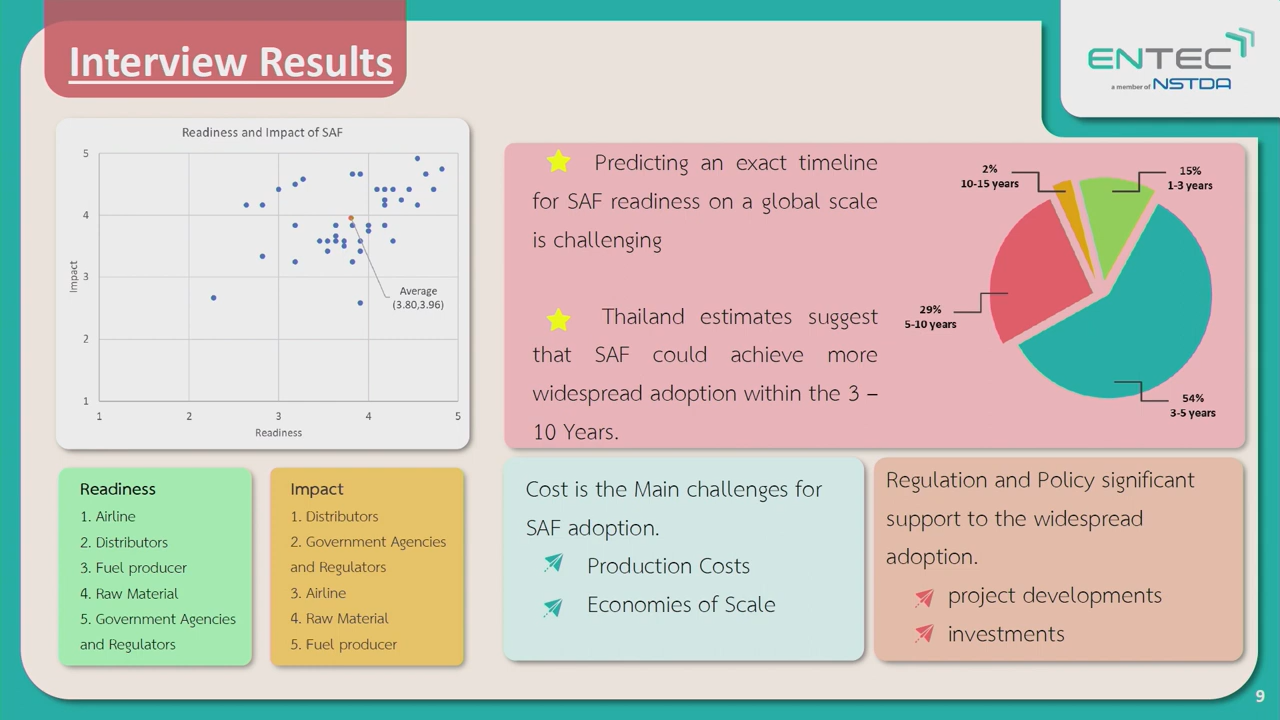 Interview Results
ENTEC
a member of NSTDA
Readiness and Impact of SAF
5
4
3
2
1
Impact
1
2
3
4
5
Readiness
Average
(3.80,3.96)
Predicting an exact timeline
for SAF readiness on a global scale
is challenging
Thailand estimates suggest
that SAF could achieve more
widespread adoption within the 3 –
10 Years.
2%
10-15 years
15%
1-3 years
29%
5-10 years
54%
3-5 years
Readiness
1. Airline
2. Distributors
3. Fuel producer
4. Raw Material
5. Government Agencies
and Regulators
Impact
1. Distributors
2. Government Agencies
and Regulators
3. Airline
4. Raw Material
5. Fuel producer
Cost is the Main challenges for
SAF adoption.
Production Costs
Economies of Scale
Regulation and Policy significant
support to the widespread
adoption.
project developments
investments
9